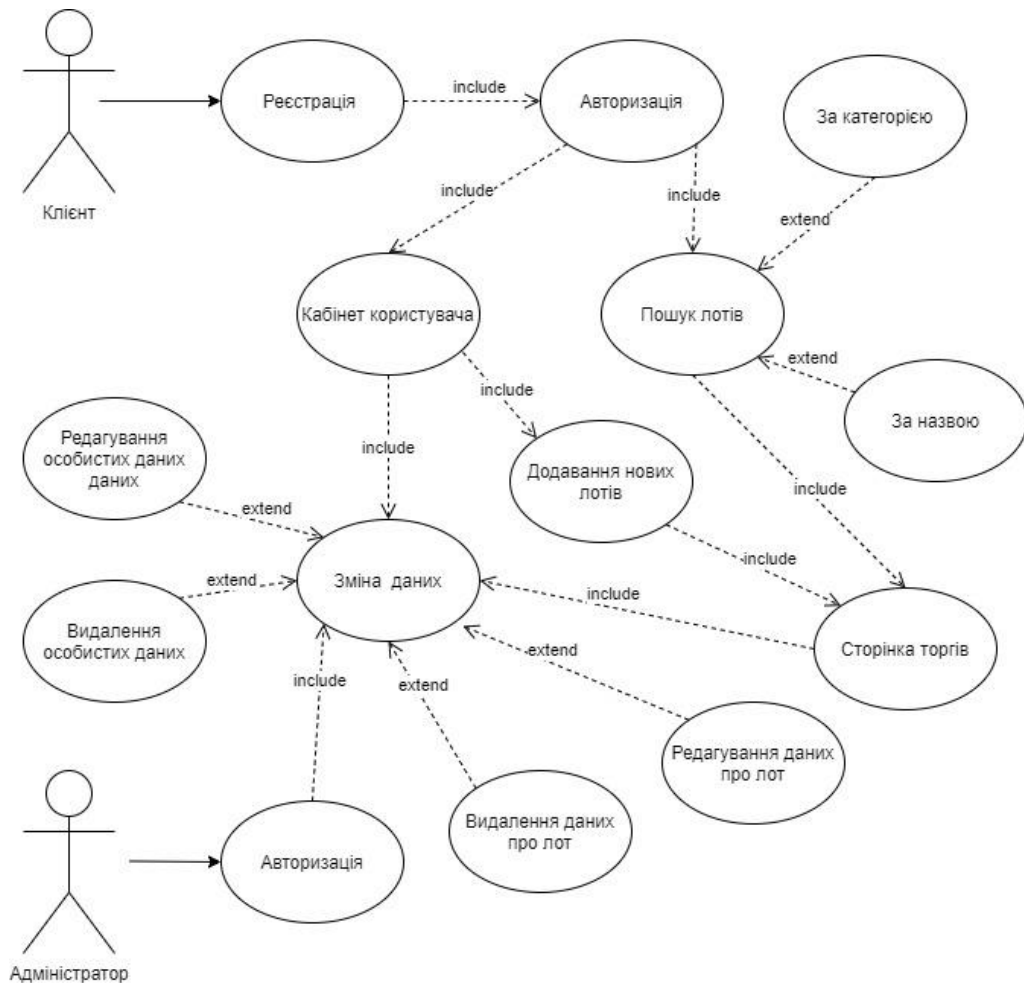 Реєстрація
include
Авторизація
За категорією
include
include
extend
Клієнт
Кабінет користувача
Пошук лотів
extend
include
За назвою
include
Редагування
особистих даних
даних
Додавання нових
лотів
include
extend
include
extend
Зміна даних
include
Видалення
особистих даних
Сторінка торгів
include
extend
extend
Редагування даних
про лот
Видалення даних
про лот
Авторизація
Адміністратор